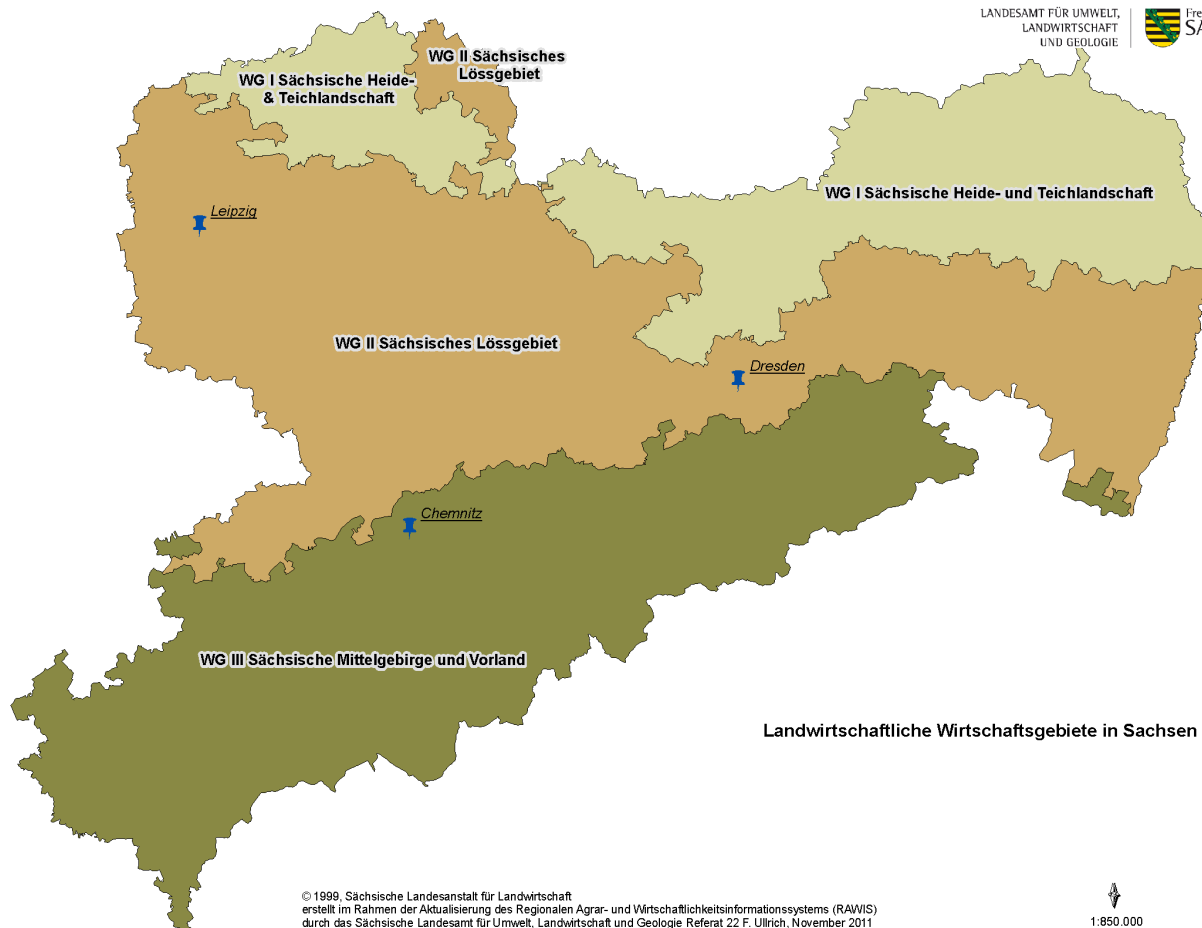 LANDESAMT FÜR UMWELT,
LANDWIRTSCHAFT
UND GEOLOGIE
WG II Sächsisches
Lössgebiet
WG I Sächsische Heide-
& Teichlandschaft
WG I Sächsische Heide- und Teichlandschaft
Leipzig
WG II Sächsisches Lössgebiet
Dresden
Chemnitz
WG III Sächsische Mittelgebirge und Vorland
Landwirtschaftliche Wirtschaftsgebiete in Sachsen
© 1999, Sächsische Landesanstalt für Landwirtschaft
erstellt im Rahmen der Aktualisierung des Regionalen Agrar- und Wirtschaftlichkeitsinformationssystems (RAWIS)
durch das Sächsische Landesamt für Umwelt, Landwirtschaft und Geologie Referat 22 F. Ullrich, November 2011
1:850.000